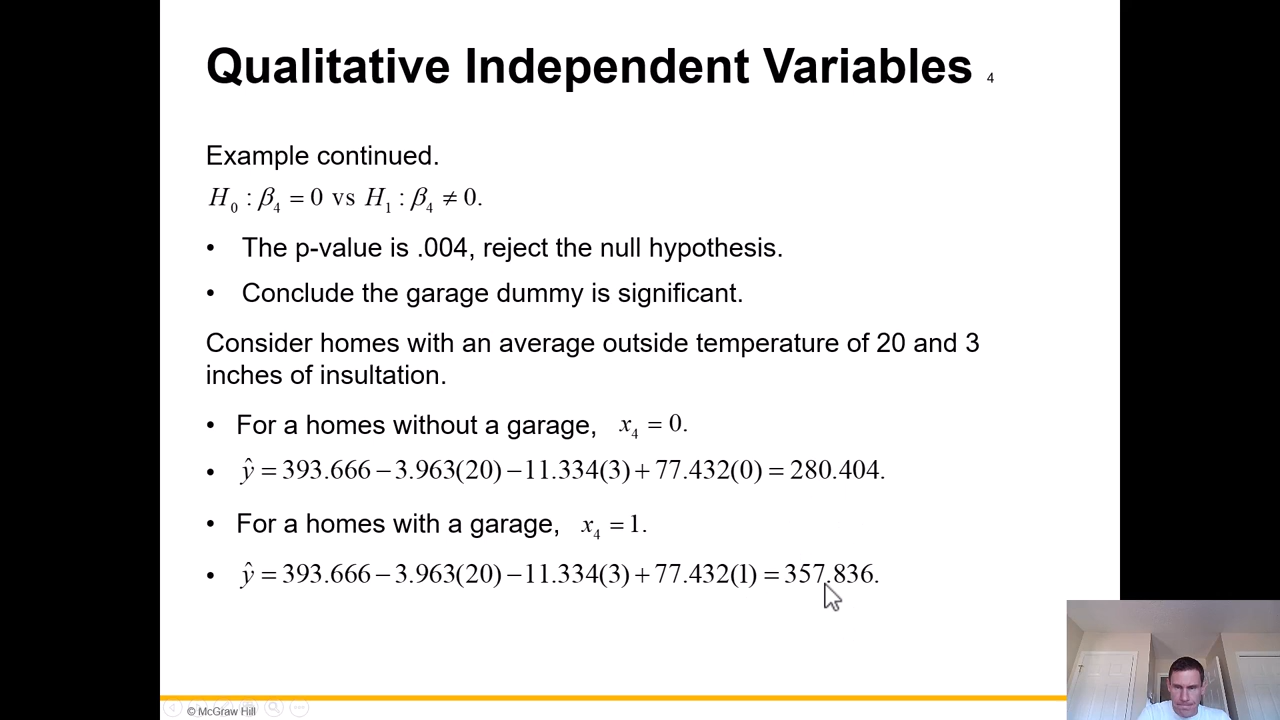 Qualitative Independent Variables 4
Example continued.
H₀ : β₄ = 0 vs H₁ : β₄ ≠ 0.
• The p-value is .004, reject the null hypothesis.
• Conclude the garage dummy is significant.
Consider homes with an average outside temperature of 20 and 3
inches of insultation.
• For a homes without a garage, x₄ = 0.
• ŷ = 393.666 − 3.963(20) − 11.334(3) + 77.432(0) = 280.404.
• For a homes with a garage, x₄ = 1.
• ŷ = 393.666 − 3.963(20) − 11.334(3) + 77.432(1) = 357.836.
© McGraw Hill